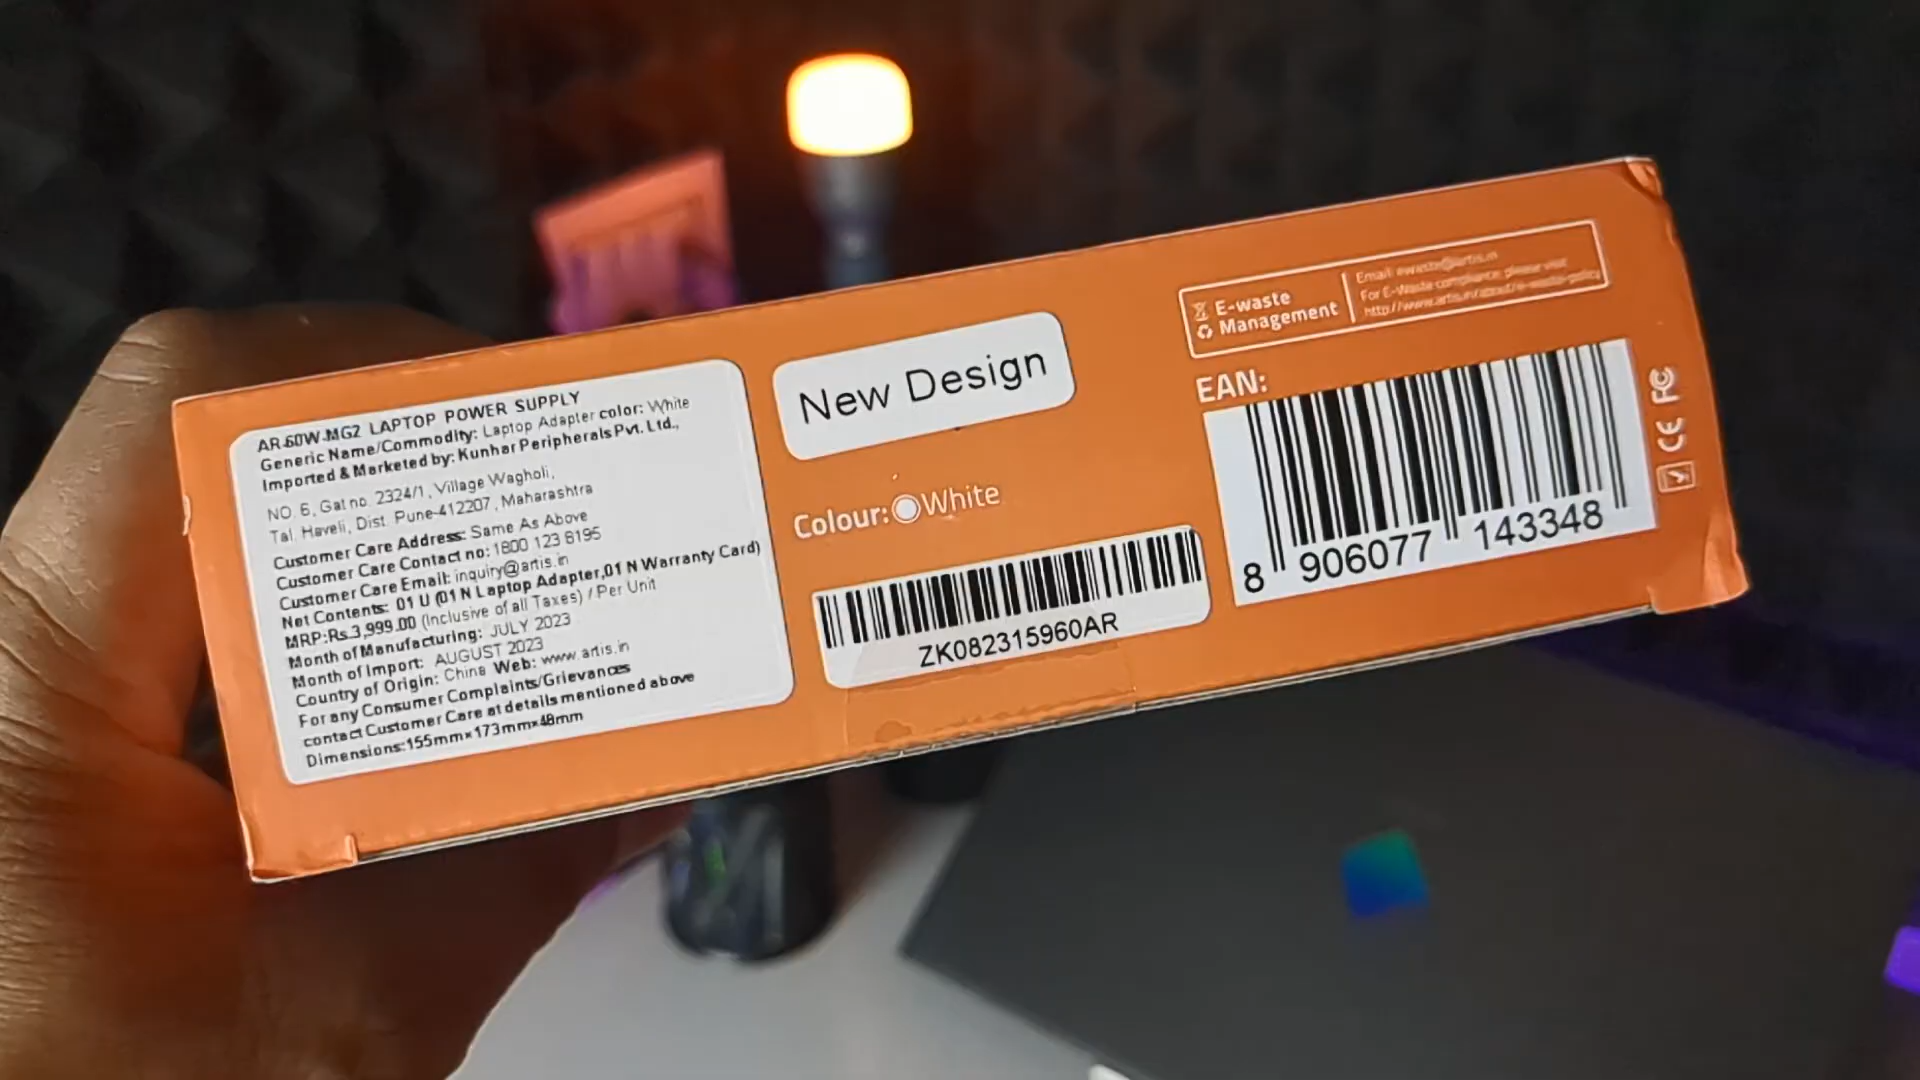 AR-60W-MG2 LAPTOP POWER SUPPLY
Generic Name/Commodity: Laptop Adapter color: White
Imported & Marketed by: Kunhar Peripherals Pvt. Ltd.,
NO. 6, Gat no. 2324/1, Village Wagholi,
Tal. Haveli, Dist. Pune-412207, Maharashtra
Customer Care Address: Same As Above
Customer Care Contact no: 1800 123 8195
Customer Care Email: inquiry@artis.in
Net Contents: 01 U (01 N Laptop Adapter,01 N Warranty Card)
MRP:Rs.3,999.00 (Inclusive of all Taxes) / Per Unit
Month of Manufacturing: JULY 2023
Month of Import: AUGUST 2023
Country of Origin: China Web: www.artis.in
For any Consumer Complaints/Grievances
contact Customer Care at details mentioned above
Dimensions:155mmx173mmx48mm
New Design
Colour: White
ZK082315960AR
E-waste
Management
Email: ewaste@artis.in
For E-Waste compliance, please visit
http://www.artis.in/about/e-waste-policy
EAN:
8 906077 143348
FC
CE